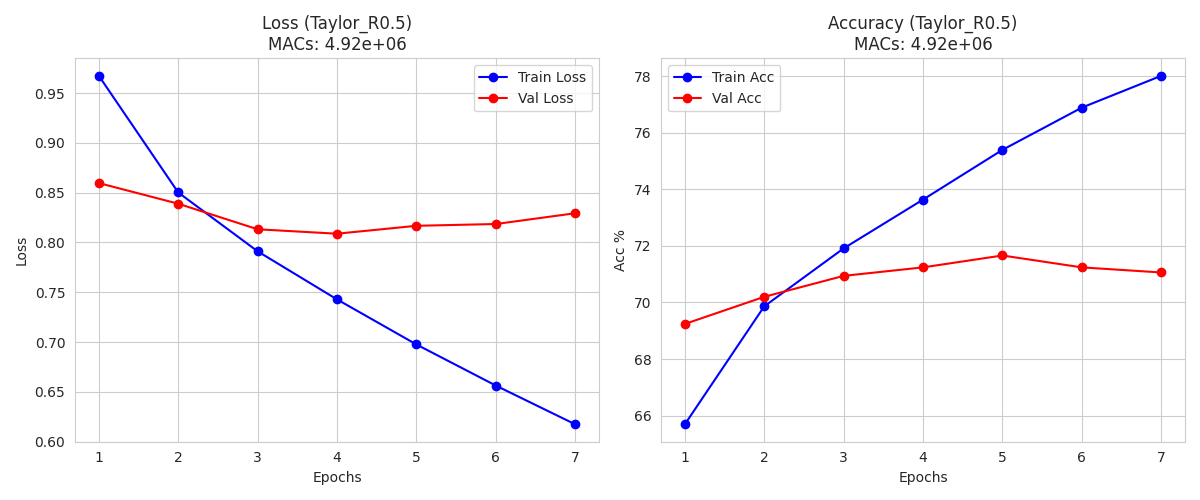 Loss (Taylor_R0.5)
MACs: 4.92e+06
Train Loss
Val Loss
0.95
0.90
0.85
0.80
0.75
0.70
0.65
0.60
Loss
1 2 3 4 5 6 7
Epochs
Accuracy (Taylor_R0.5)
MACs: 4.92e+06
Train Acc
Val Acc
78
76
74
72
70
68
66
Acc %
1 2 3 4 5 6 7
Epochs